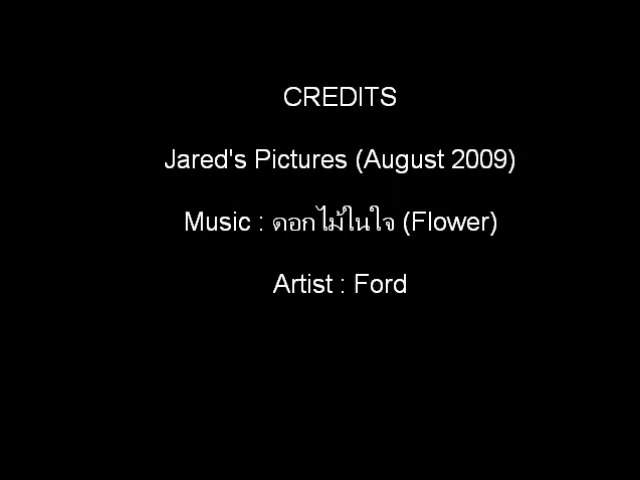 CREDITS
Jared's Pictures (August 2009)
Music : ดอกไม้ในใจ (Flower)
Artist : Ford